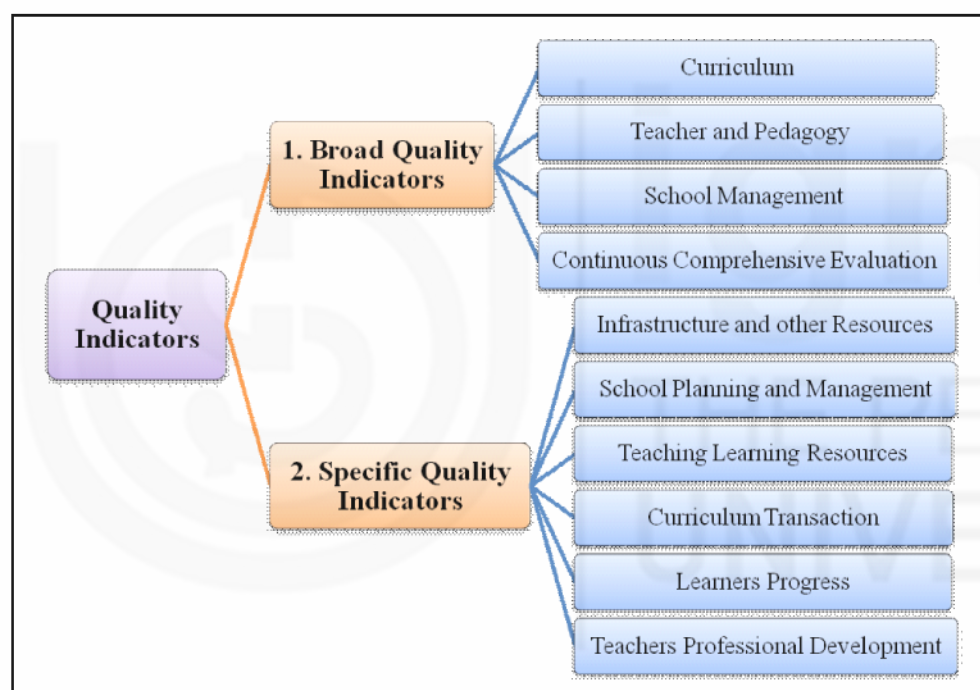 Quality
Indicators
1. Broad Quality
Indicators
Curriculum
Teacher and Pedagogy
School Management
Continuous Comprehensive Evaluation
2. Specific Quality
Indicators
Infrastructure and other Resources
School Planning and Management
Teaching Learning Resources
Curriculum Transaction
Learners Progress
Teachers Professional Development